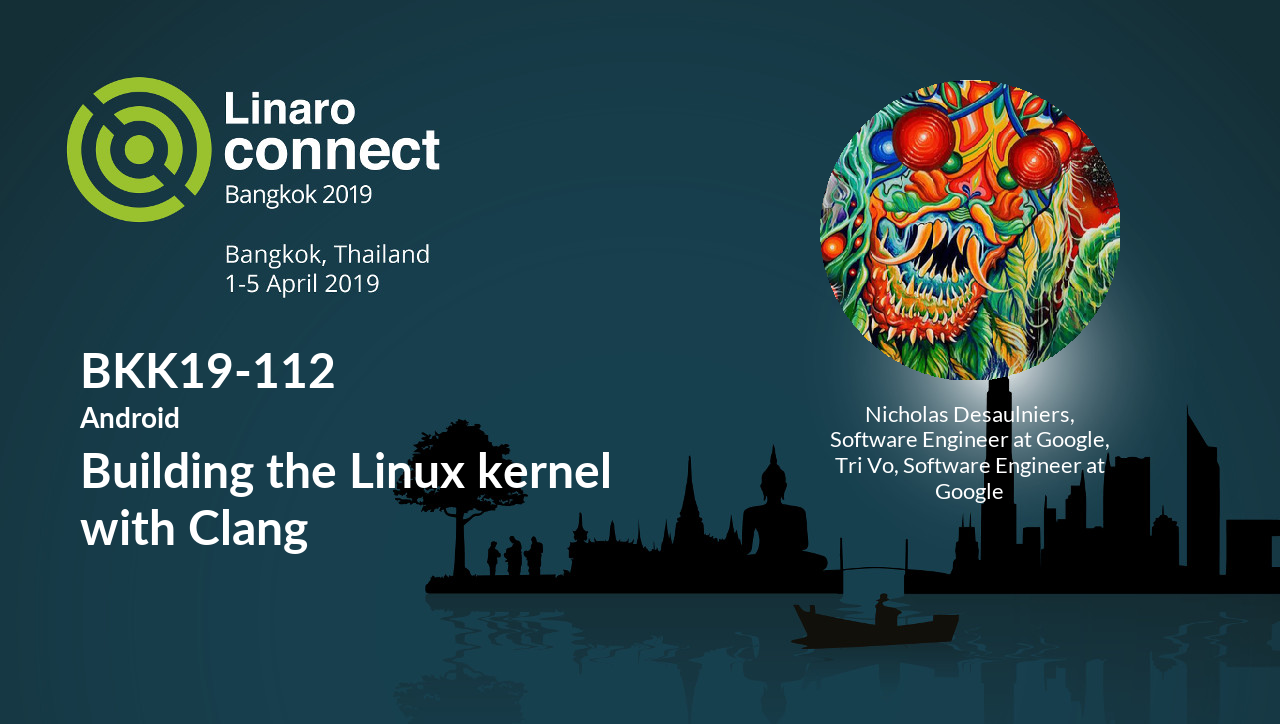 Linaro
connect
Bangkok 2019
Bangkok, Thailand
1-5 April 2019
BKK19-112
Android
Building the Linux kernel
with Clang
Nicholas Desaulniers,
Software Engineer at Google,
Tri Vo, Software Engineer at
Google